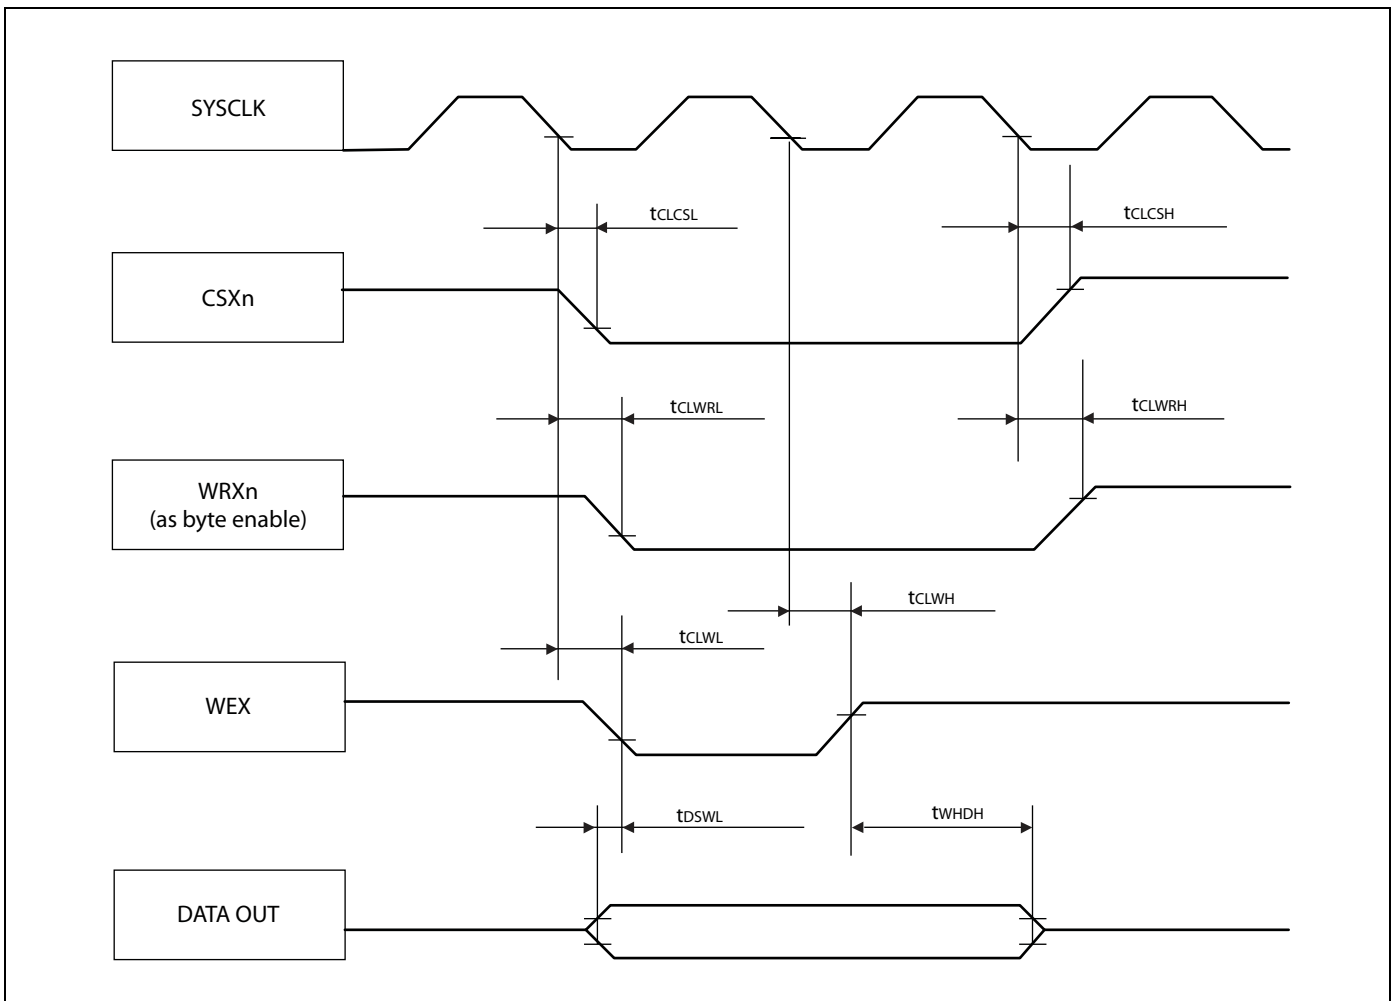 SYSCLK
tCLCSL
tCLCSH
CSXn
tCLWRL
tCLWRH
WRXn
(as byte enable)
tCLWH
tCLWL
WEX
tDSWL
tWHDH
DATA OUT